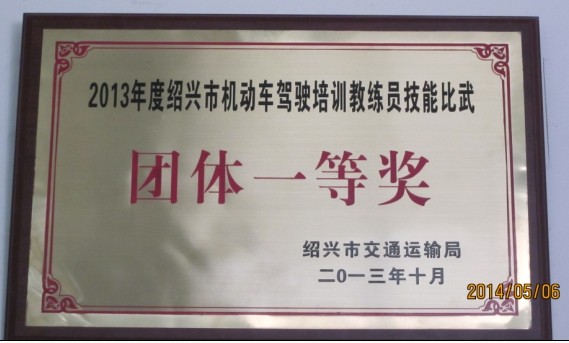 2013年度绍兴市机动车驾驶培训教练员技能比武
团体一等奖
绍兴市交通运输局
二〇一三年十月
2014/05/06